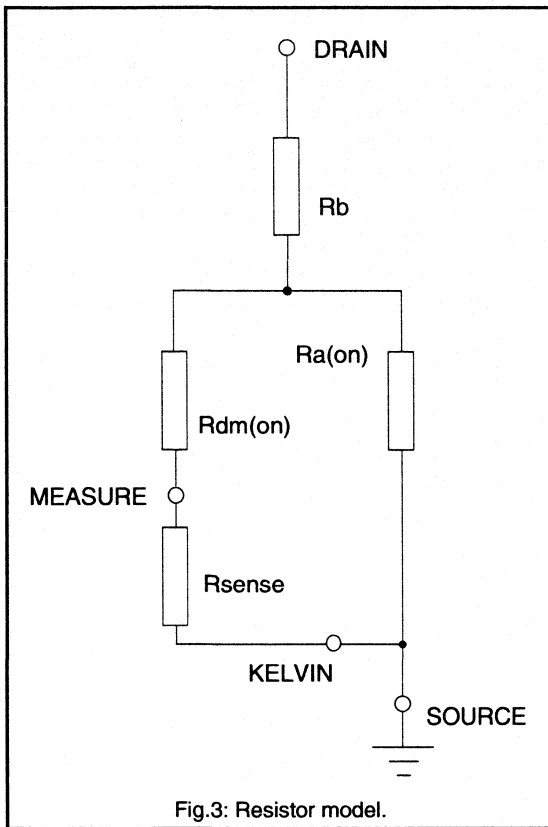 DRAIN
Rb
Ra(on)
Rdm(on)
MEASURE
Rsense
KELVIN
SOURCE
Fig.3: Resistor model.